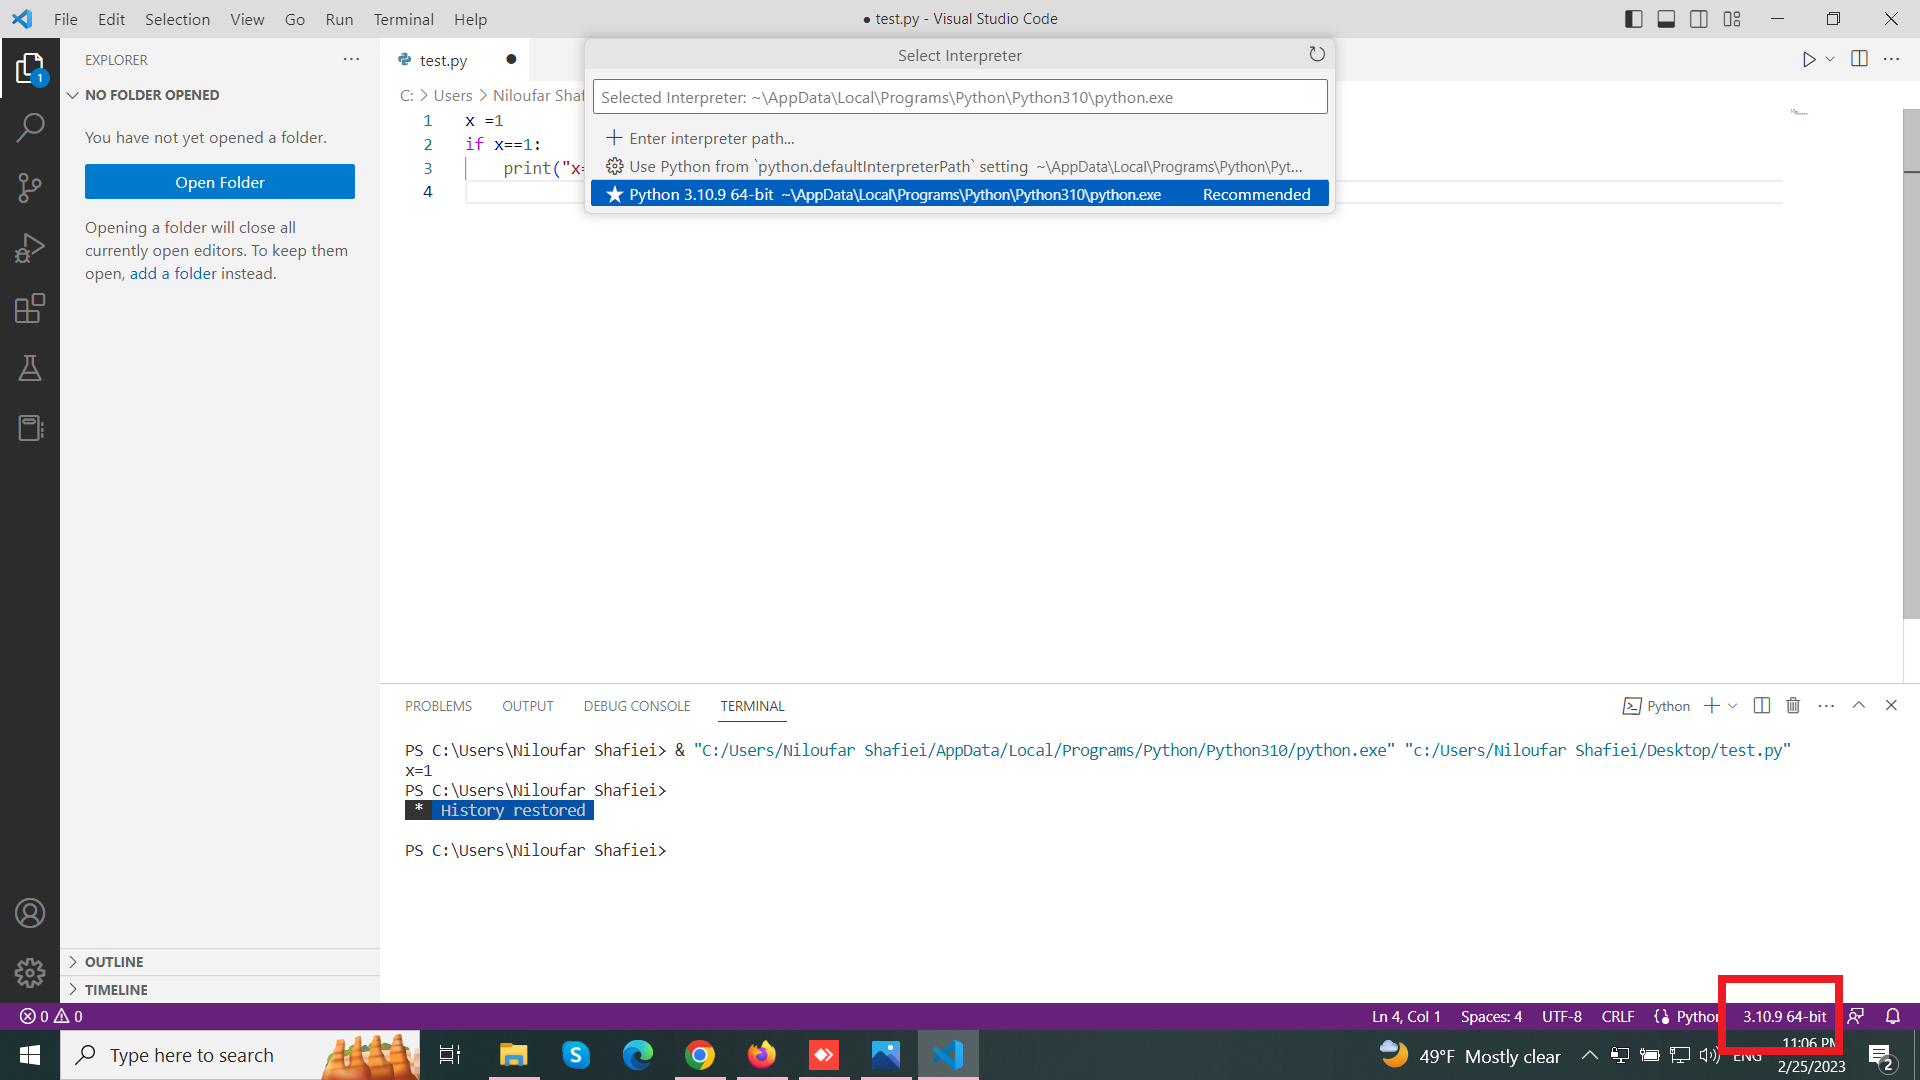 File Edit Selection View Go Run Terminal Help
● test.py - Visual Studio Code
EXPLORER
1
NO FOLDER OPENED
You have not yet opened a folder.
Open Folder
Opening a folder will close all
currently open editors. To keep them
open, add a folder instead.
OUTLINE
TIMELINE
test.py
C: > Users > Niloufar Shaf
1 x =1
2 if x==1:
3 print("x=
4
Select Interpreter
Selected Interpreter: ~\AppData\Local\Programs\Python\Python310\python.exe
Enter interpreter path...
Use Python from `python.defaultInterpreterPath` setting ~\AppData\Local\Programs\Python\Pyt...
Python 3.10.9 64-bit ~\AppData\Local\Programs\Python\Python310\python.exe Recommended
PROBLEMS OUTPUT DEBUG CONSOLE TERMINAL
Python
PS C:\Users\Niloufar Shafiei> & "C:/Users/Niloufar Shafiei/AppData/Local/Programs/Python/Python310/python.exe" "c:/Users/Niloufar Shafiei/Desktop/test.py"
x=1
PS C:\Users\Niloufar Shafiei>
* History restored
PS C:\Users\Niloufar Shafiei>
0 0
Ln 4, Col 1 Spaces: 4 UTF-8 CRLF Python 3.10.9 64-bit
Type here to search
49°F Mostly clear
ENG
11:06 PM
2/25/2023
2